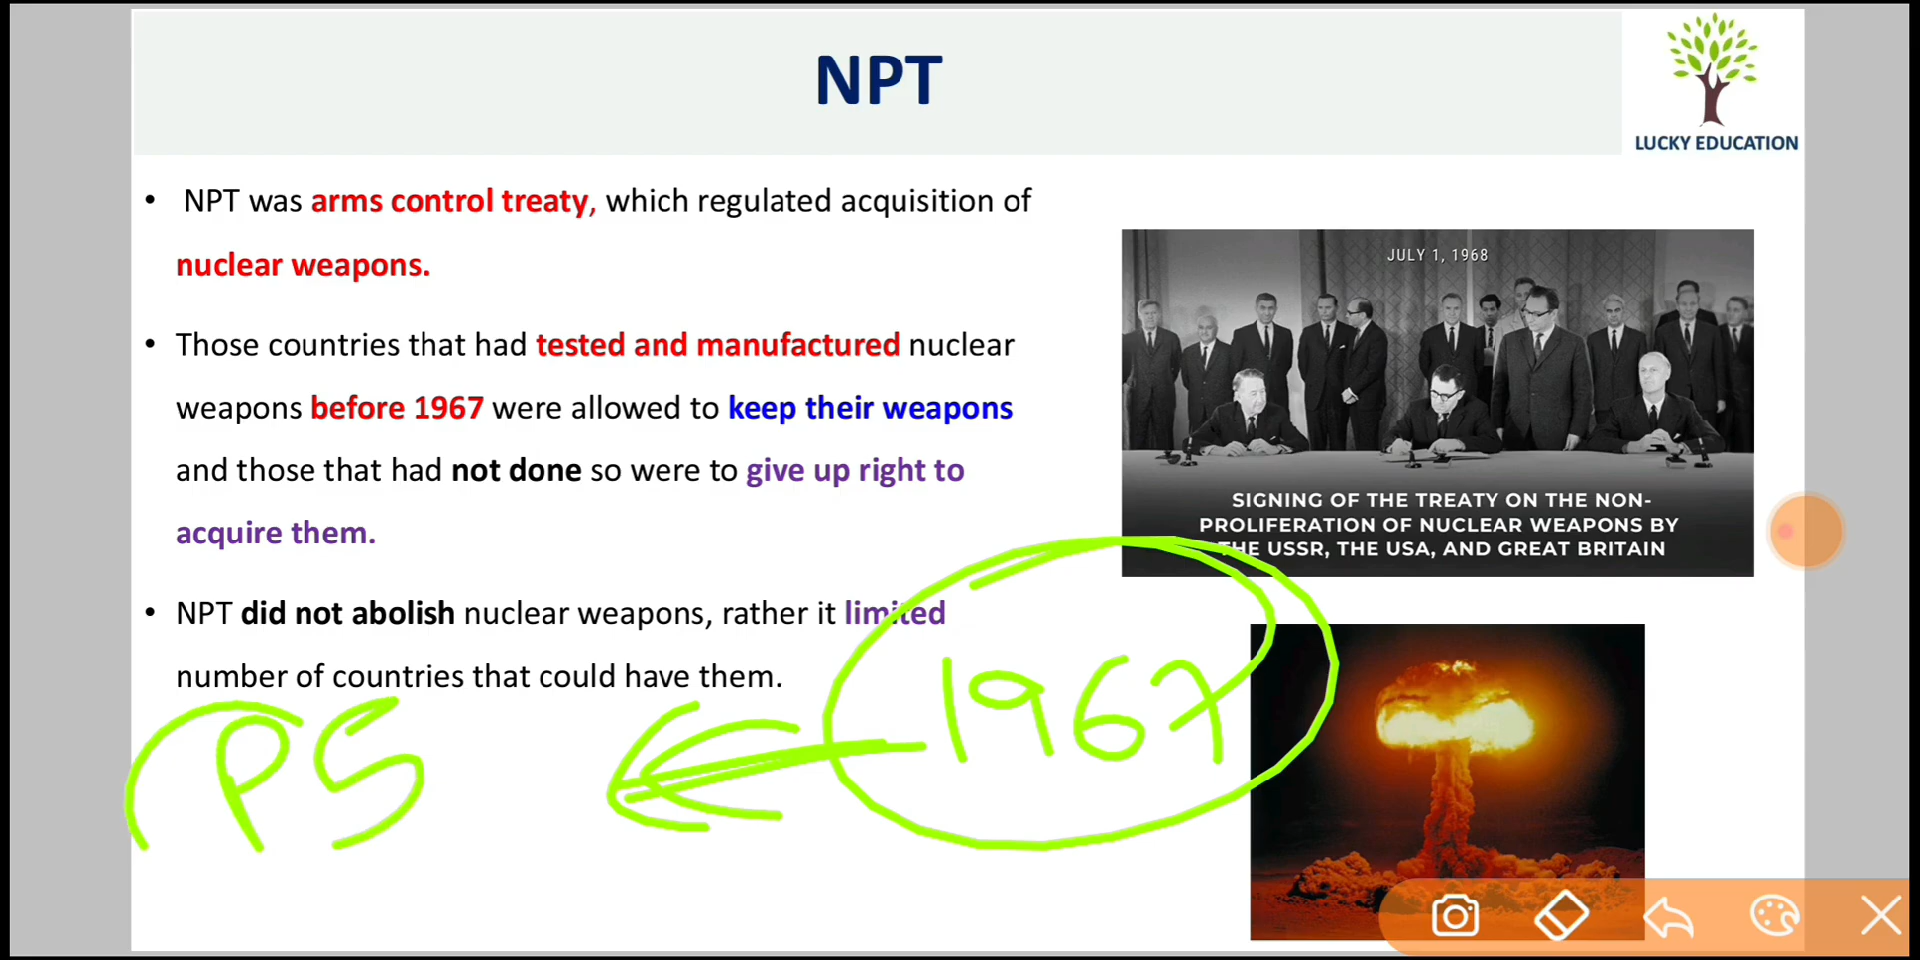 NPT
LUCKY EDUCATION
• NPT was arms control treaty, which regulated acquisition of
nuclear weapons.
• Those countries that had tested and manufactured nuclear
weapons before 1967 were allowed to keep their weapons
and those that had not done so were to give up right to
acquire them.
• NPT did not abolish nuclear weapons, rather it limited
number of countries that could have them.
JULY 1, 1968
SIGNING OF THE TREATY ON THE NON-
PROLIFERATION OF NUCLEAR WEAPONS BY
THE USSR, THE USA, AND GREAT BRITAIN
P5
1967